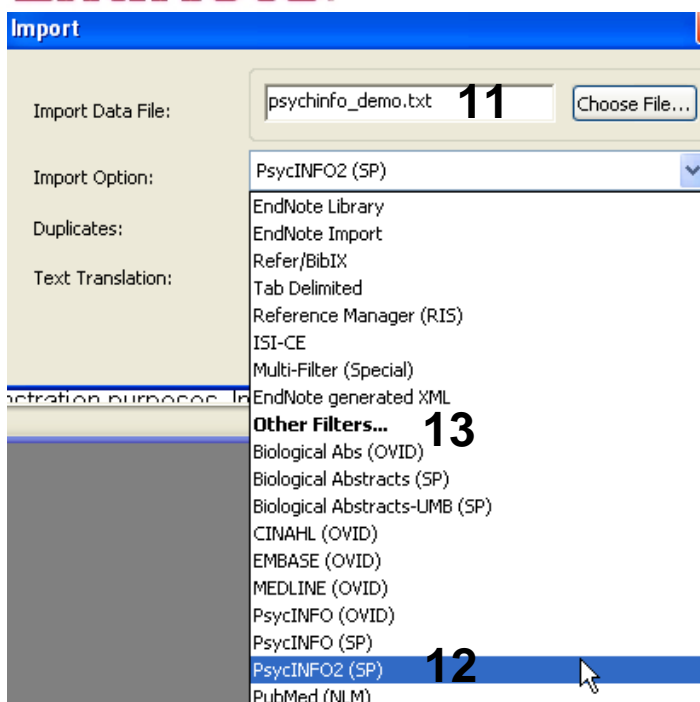 Import
Import Data File:
psychinfo_demo.txt 11
Choose File...
Import Option:
PsycINFO2 (SP)
Duplicates:
Text Translation:
EndNote Library
EndNote Import
Refer/BibIX
Tab Delimited
Reference Manager (RIS)
ISI-CE
Multi-Filter (Special)
EndNote generated XML
Other Filters... 13
Biological Abs (OVID)
Biological Abstracts (SP)
Biological Abstracts-UMB (SP)
CINAHL (OVID)
EMBASE (OVID)
MEDLINE (OVID)
PsycINFO (OVID)
PsycINFO (SP)
PsycINFO2 (SP) 12
PubMed (NLM)
purposes.